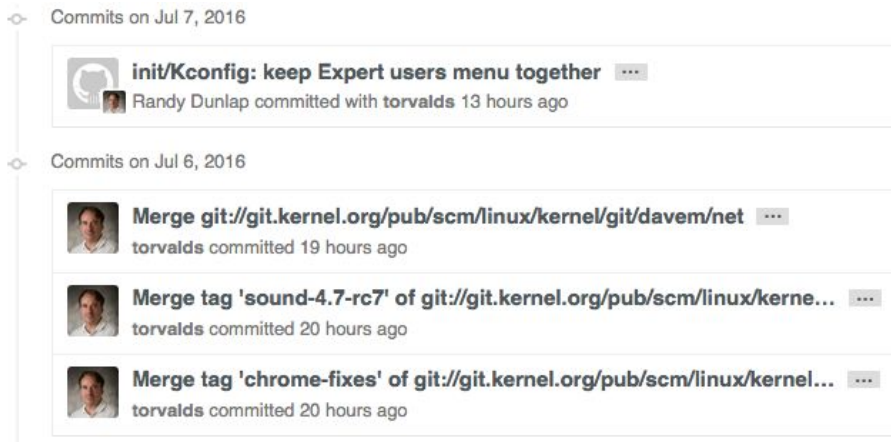 Commits on Jul 7, 2016
init/Kconfig: keep Expert users menu together ...
Randy Dunlap committed with torvalds 13 hours ago
Commits on Jul 6, 2016
Merge git://git.kernel.org/pub/scm/linux/kernel/git/davem/net ...
torvalds committed 19 hours ago
Merge tag 'sound-4.7-rc7' of git://git.kernel.org/pub/scm/linux/kerne... ...
torvalds committed 20 hours ago
Merge tag 'chrome-fixes' of git://git.kernel.org/pub/scm/linux/kernel... ...
torvalds committed 20 hours ago